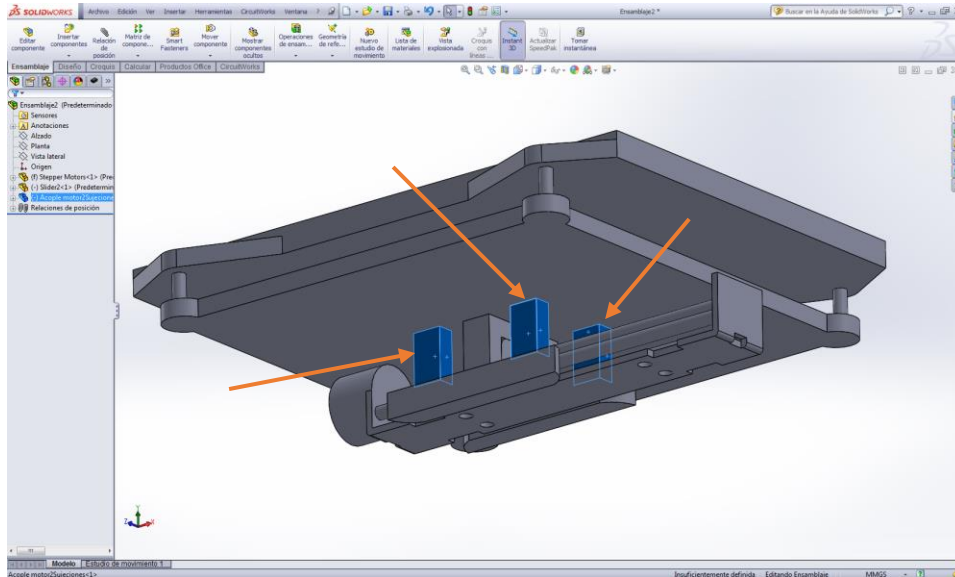 SOLIDWORKS Archivo Edición Ver Insertar Herramientas CircuitWorks Ventana ? Ensamblaje2 * Buscar en la Ayuda de SolidWorks
Editar componente
Insertar componentes
Relación de posición
Matriz de compone...
Smart Fasteners
Mover componente
Mostrar componentes ocultos
Operaciones de ensam...
Geometría de refe...
Nuevo estudio de movimiento
Lista de materiales
Vista explosionada
Croquis con líneas ...
Instant 3D
Actualizar SpeedPak
Tomar instantánea
Ensamblaje Diseño Croquis Calcular Productos Office CircuitWorks
Ensamblaje2 (Predeterminado
Sensores
Anotaciones
Alzado
Planta
Vista lateral
Origen
(f) Stepper Motors<1> (Pre
(-) Slider2<1> (Predetermin
(-) Acople motor2Sujecione
Relaciones de posición
Modelo Estudio de movimiento 1
Acople motor2Sujeciones<1> Insuficientemente definida Editando Ensamblaje MMGS